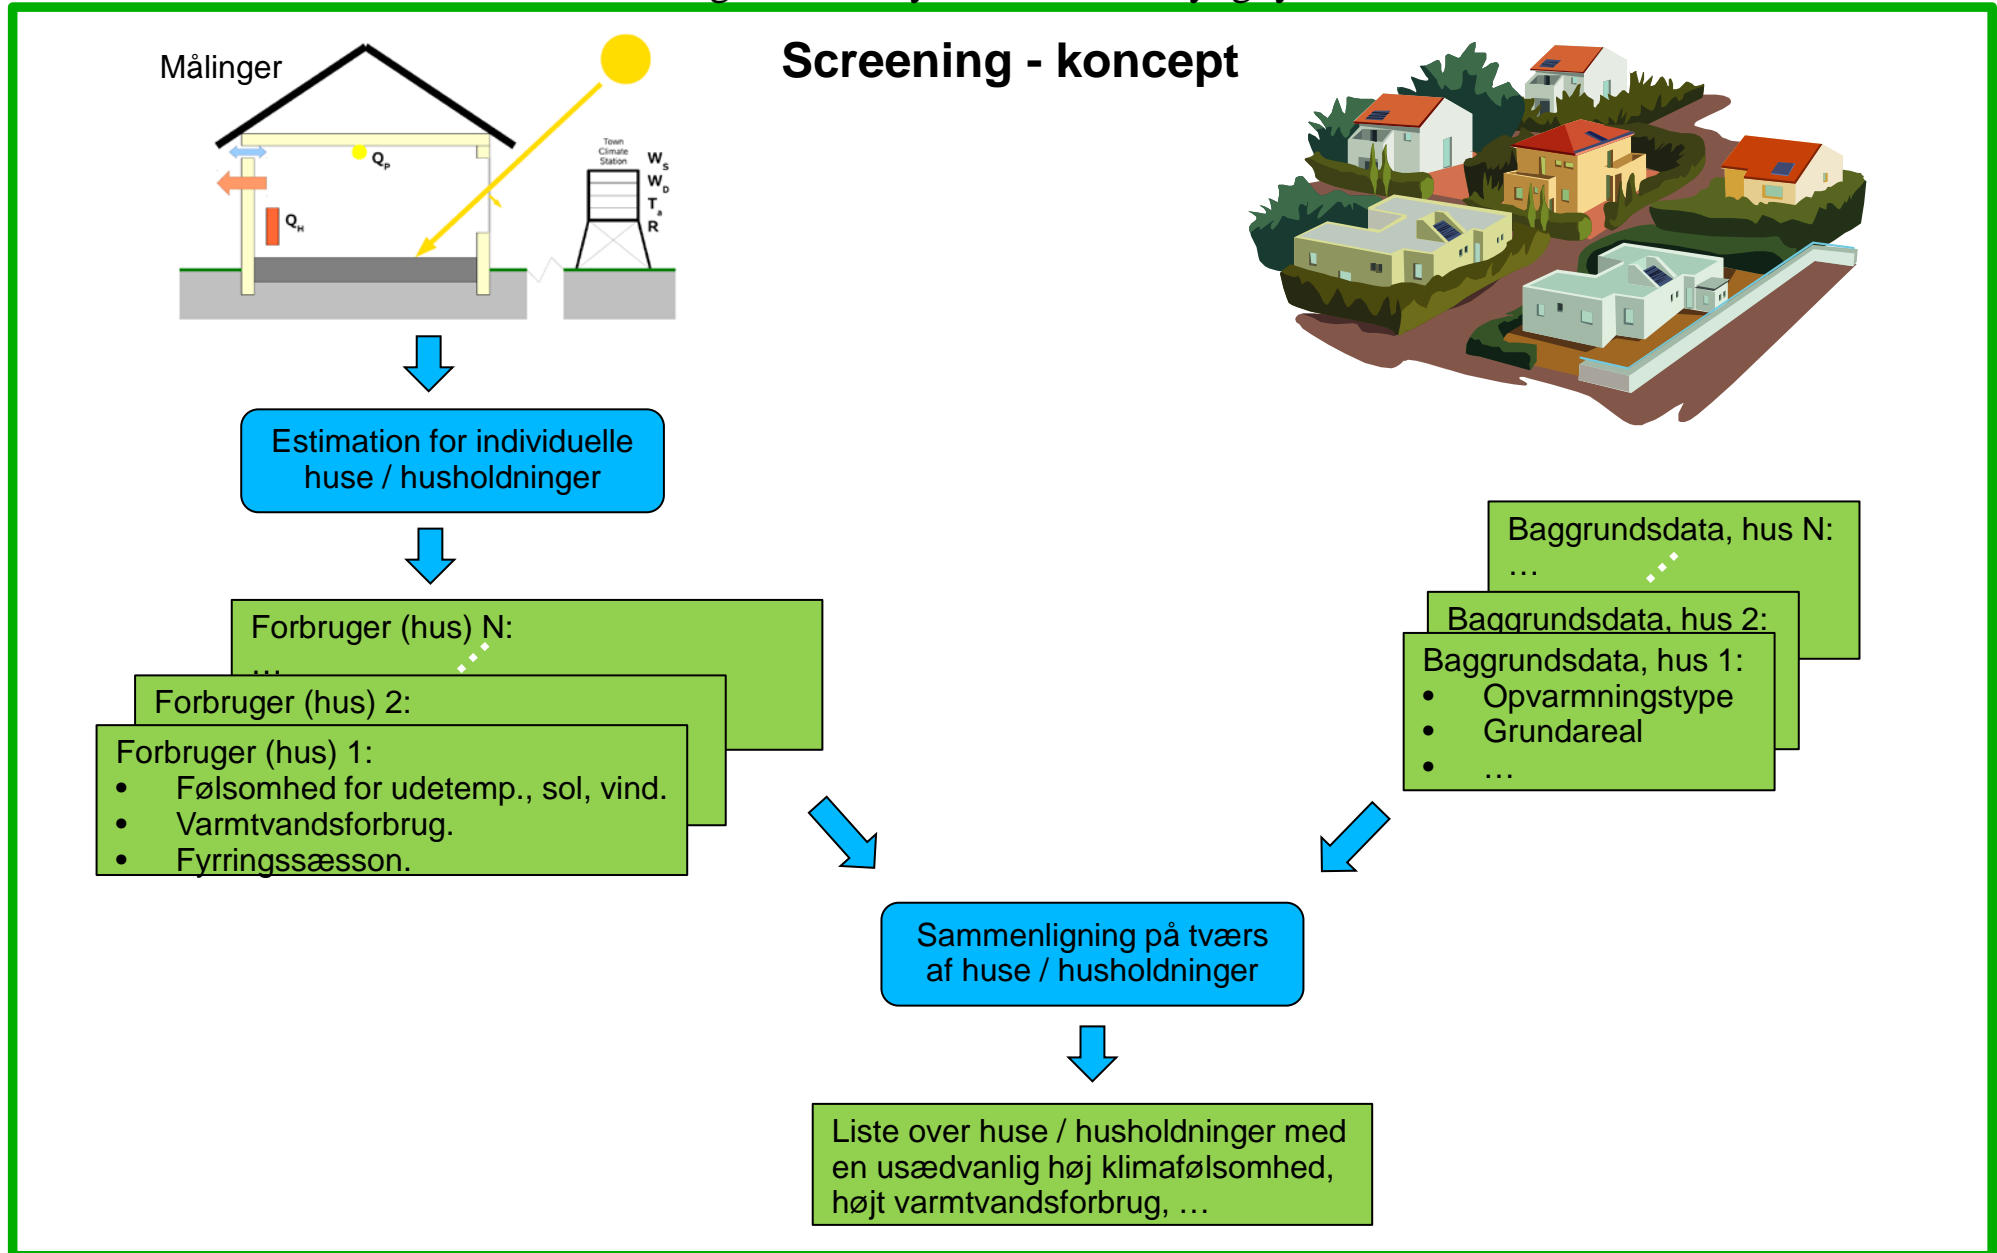 Screening - koncept
Målinger
Q_P
Q_H
Town
Climate
Station
W_S
W_D
T_a
R
Estimation for individuelle
huse / husholdninger
Forbruger (hus) N:
…
Forbruger (hus) 2:
Forbruger (hus) 1:
• Følsomhed for udetemp., sol, vind.
• Varmtvandsforbrug.
• Fyrringssæsson.
Baggrundsdata, hus N:
…
Baggrundsdata, hus 2:
Baggrundsdata, hus 1:
• Opvarmningstype
• Grundareal
• …
Sammenligning på tværs
af huse / husholdninger
Liste over huse / husholdninger med
en usædvanlig høj klimafølsomhed,
højt varmtvandsforbrug, …